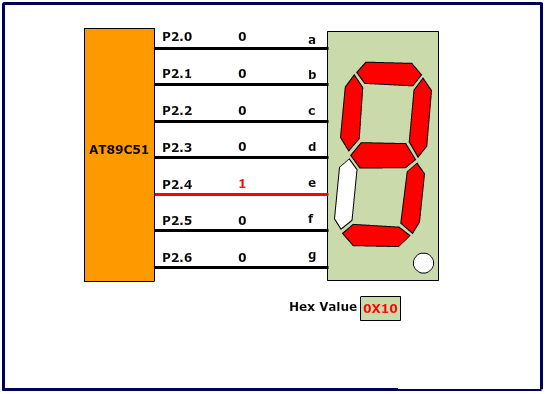 P2.0 0 a
P2.1 0 b
P2.2 0 c
P2.3 0 d
AT89C51
P2.4 1 e
P2.5 0 f
P2.6 0 g
Hex Value 0X10